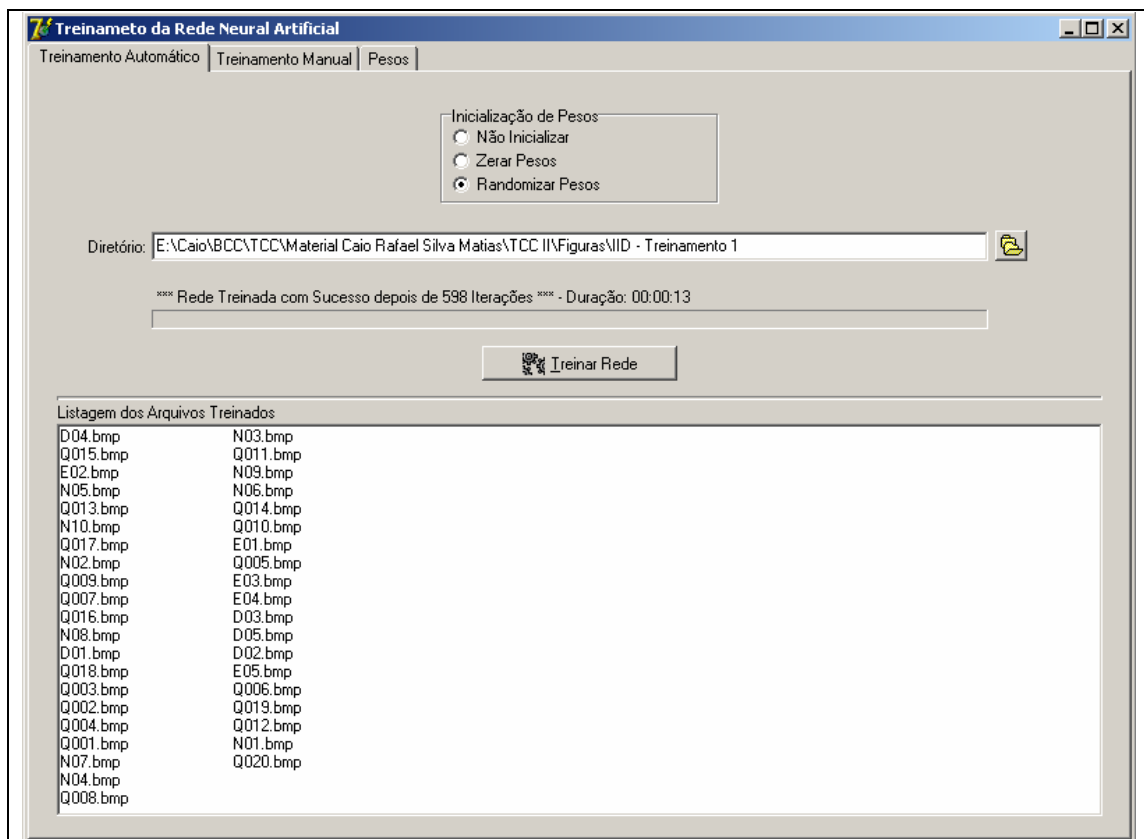 Treinameto da Rede Neural Artificial
Treinamento Automático Treinamento Manual Pesos
Inicialização de Pesos
Não Inicializar
Zerar Pesos
Randomizar Pesos
Diretório: E:\Caio\BCC\TCC\Material Caio Rafael Silva Matias\TCC II\Figuras\IID - Treinamento 1
*** Rede Treinada com Sucesso depois de 598 Iterações *** - Duração: 00:00:13
Treinar Rede
Listagem dos Arquivos Treinados
D04.bmp N03.bmp
Q015.bmp Q011.bmp
E02.bmp N09.bmp
N05.bmp N06.bmp
Q013.bmp Q014.bmp
N10.bmp Q010.bmp
Q017.bmp E01.bmp
N02.bmp Q005.bmp
Q009.bmp E03.bmp
Q007.bmp E04.bmp
Q016.bmp D03.bmp
N08.bmp D05.bmp
D01.bmp D02.bmp
Q018.bmp E05.bmp
Q003.bmp Q006.bmp
Q002.bmp Q019.bmp
Q004.bmp Q012.bmp
Q001.bmp N01.bmp
N07.bmp Q020.bmp
N04.bmp
Q008.bmp